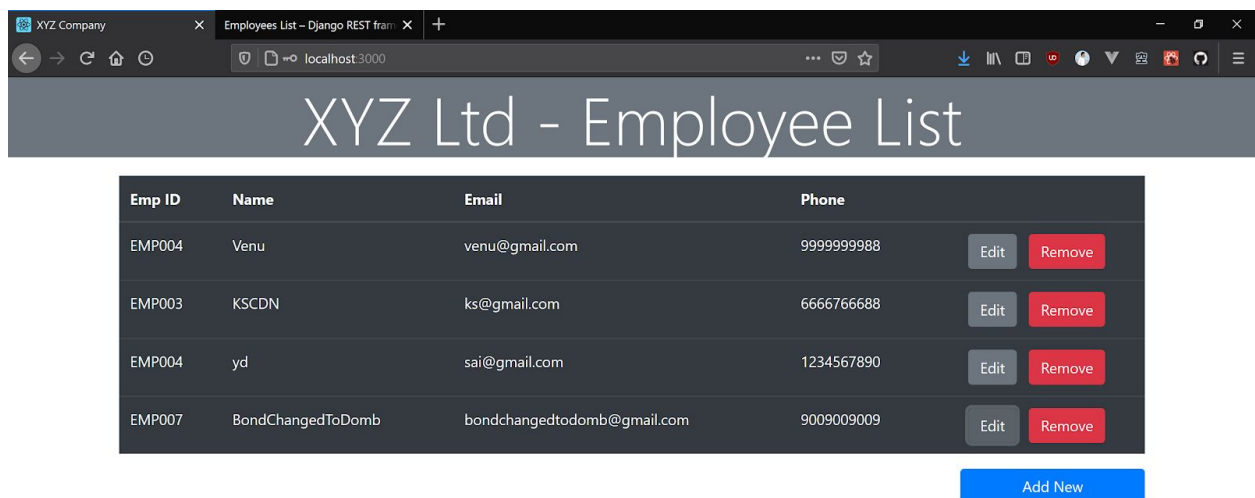 XYZ Company Employees List – Django REST fram
localhost:3000
XYZ Ltd - Employee List
Emp ID Name Email Phone
EMP004 Venu venu@gmail.com 9999999988 Edit Remove
EMP003 KSCDN ks@gmail.com 6666766688 Edit Remove
EMP004 yd sai@gmail.com 1234567890 Edit Remove
EMP007 BondChangedToDomb bondchangedtodomb@gmail.com 9009009009 Edit Remove
Add New